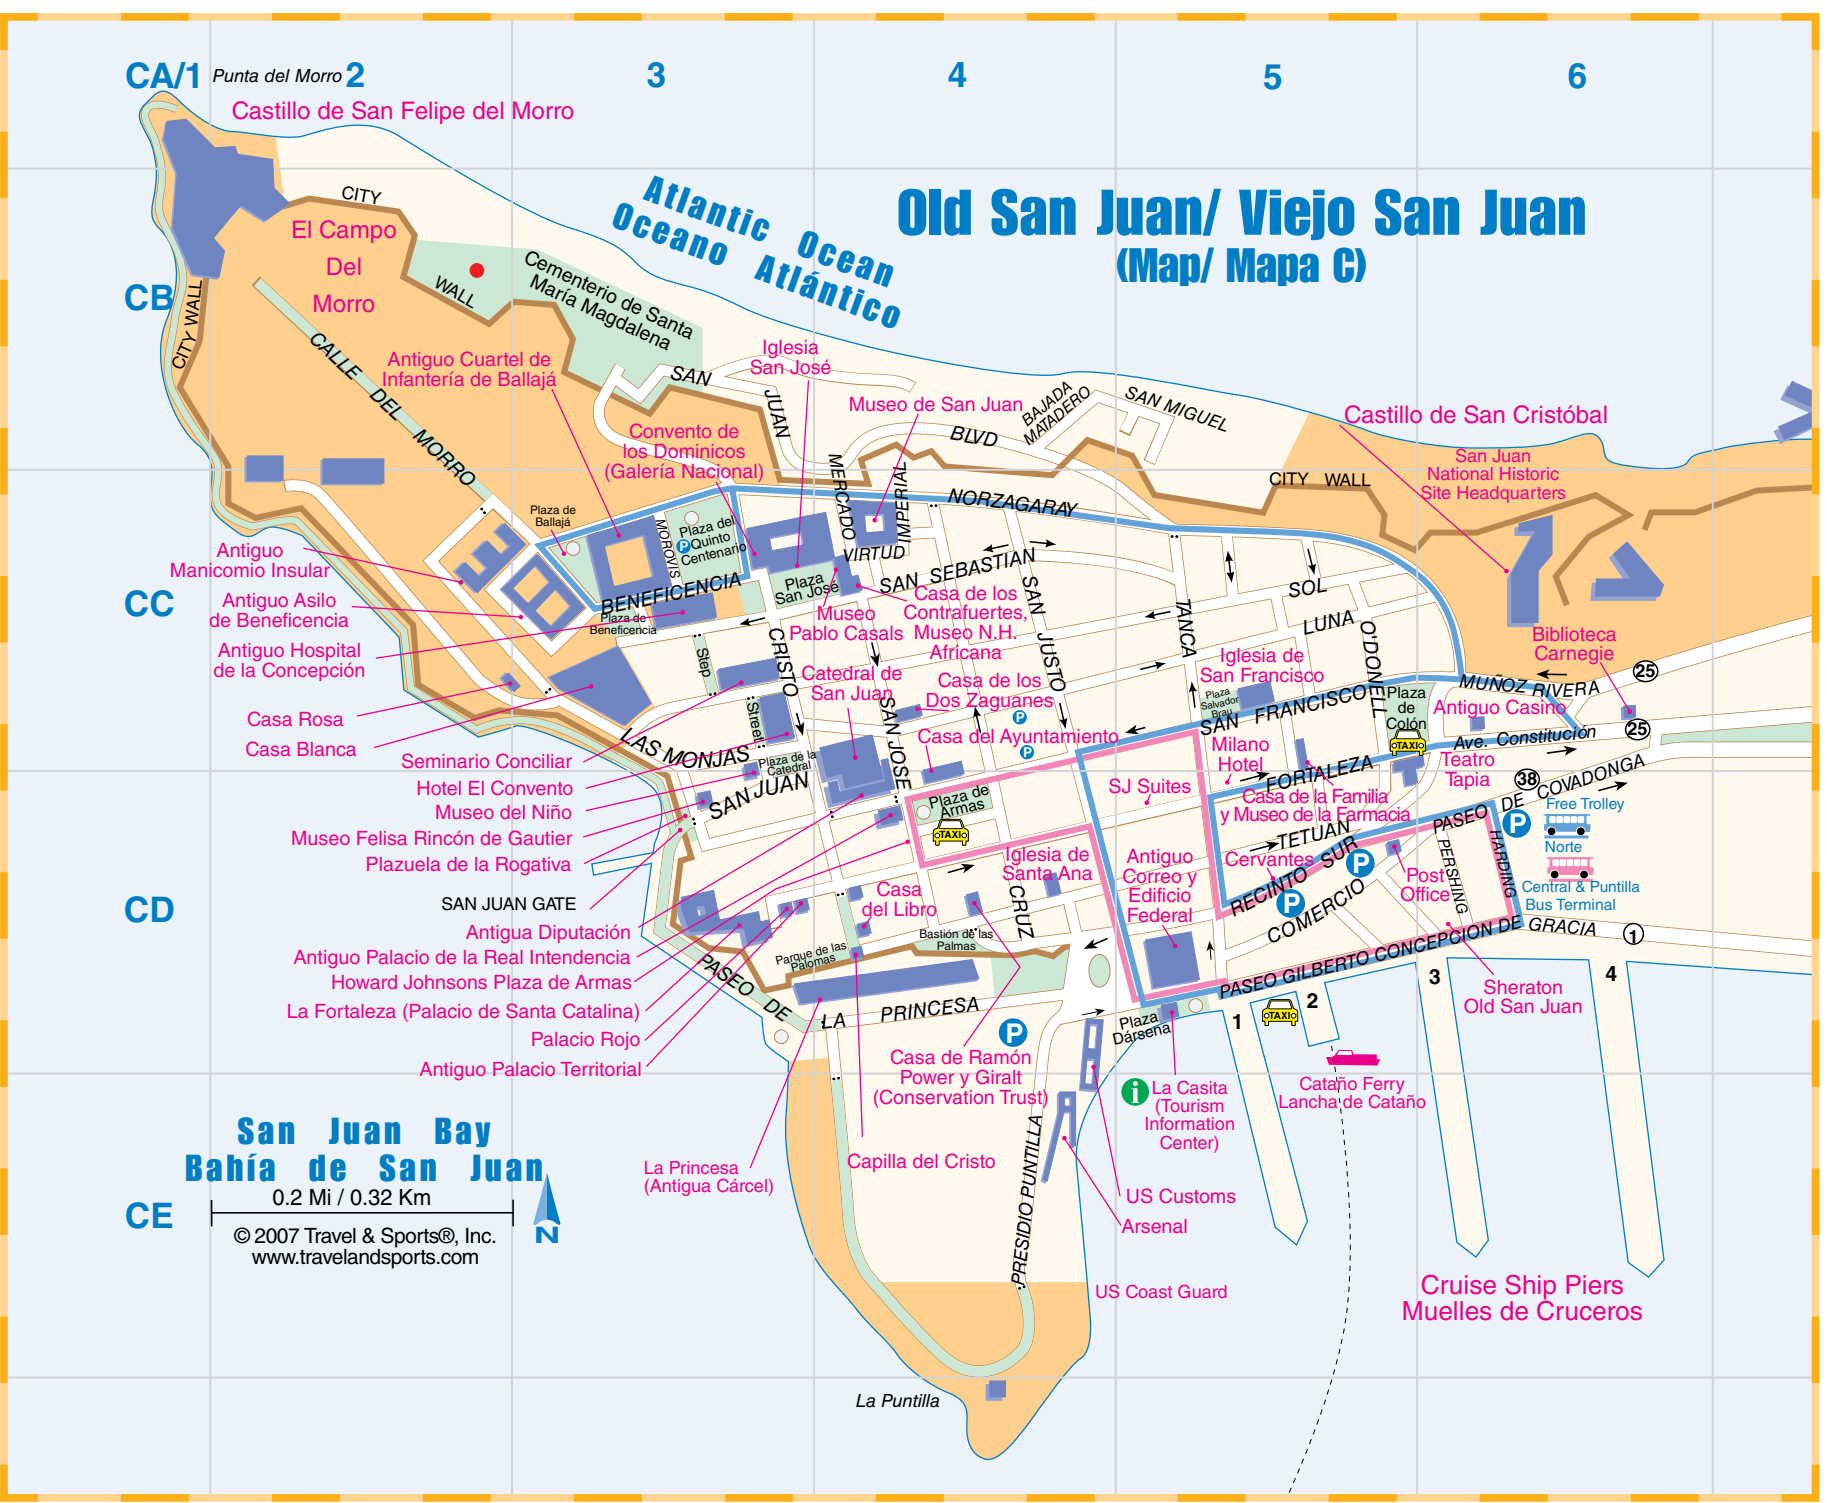 CA/1
Punta del Morro
2
3
4
5
6
Castillo de San Felipe del Morro
CITY
El Campo
Del
Morro
WALL
CB
CITY WALL
Cementerio de Santa
María Magdalena
Atlantic Ocean
Oceano Atlántico
Old San Juan/ Viejo San Juan
(Map/ Mapa C)
CALLE DEL MORRO
Antiguo Cuartel de
Infantería de Ballajá
Iglesia
San José
SAN JUAN BLVD
Museo de San Juan
BAJADA
MATADERO
SAN MIGUEL
Castillo de San Cristóbal
San Juan
National Historic
Site Headquarters
CITY WALL
Convento de
los Dominicos
(Galería Nacional)
MERCADO
IMPERIAL
NORZAGARAY
Plaza de
Ballajá
MOROVIS
Plaza del
P Quinto
Centenario
VIRTUD
SAN SEBASTIAN
Plaza
San José
BENEFICENCIA
Plaza de
Beneficencia
Antiguo
Manicomio Insular
CC
Antiguo Asilo
de Beneficencia
Antiguo Hospital
de la Concepción
Casa Rosa
Casa Blanca
Museo
Pablo Casals
Casa de los
Contrafuertes,
Museo N.H.
Africana
SAN JUSTO
TANCA
SOL
LUNA
O'DONELL
Biblioteca
Carnegie
25
MUÑOZ RIVERA
Step
Street
CRISTO
Catedral de
San Juan
SAN JOSE
Casa de los
Dos Zaguanes
P
Casa del Ayuntamiento
P
Iglesia de
San Francisco
Plaza
Salvador
Brau
SAN FRANCISCO
Plaza
de
Colón
TAXI
Antiguo Casino
25
Ave. Constitución
Teatro
Tapia
LAS MONJAS
Plaza de la
Catedral
SAN JUAN
Seminario Conciliar
Hotel El Convento
Museo del Niño
Museo Felisa Rincón de Gautier
Plazuela de la Rogativa
SAN JUAN GATE
Milano
Hotel
FORTALEZA
SJ Suites
Casa de la Familia
y Museo de la Farmacia
38
PASEO DE COVADONGA
Free Trolley
P
Norte
Central & Puntilla
Bus Terminal
Plaza de
Armas
TAXI
TETUAN
Cervantes
RECINTO SUR
P
P
COMERCIO
Post
Office
PERSHING
HARDING
Iglesia de
Santa Ana
CRUZ
Antiguo
Correo y
Edificio
Federal
Casa
del Libro
Bastión de las
Palmas
Parque de las
Palomas
CD
Antigua Diputación
Antiguo Palacio de la Real Intendencia
Howard Johnsons Plaza de Armas
La Fortaleza (Palacio de Santa Catalina)
Palacio Rojo
Antiguo Palacio Territorial
PASEO DE LA PRINCESA
PASEO GILBERTO CONCEPCION DE GRACIA
1
Sheraton
Old San Juan
1
2
3
4
TAXI
Plaza
Dársena
P
Casa de Ramón
Power y Giralt
(Conservation Trust)
i
La Casita
(Tourism
Information
Center)
Cataño Ferry
Lancha de Cataño
San Juan Bay
Bahía de San Juan
0.2 Mi / 0.32 Km
N
© 2007 Travel & Sports®, Inc.
www.travelandsports.com
CE
La Princesa
(Antigua Cárcel)
Capilla del Cristo
PRESIDIO PUNTILLA
US Customs
Arsenal
US Coast Guard
Cruise Ship Piers
Muelles de Cruceros
La Puntilla